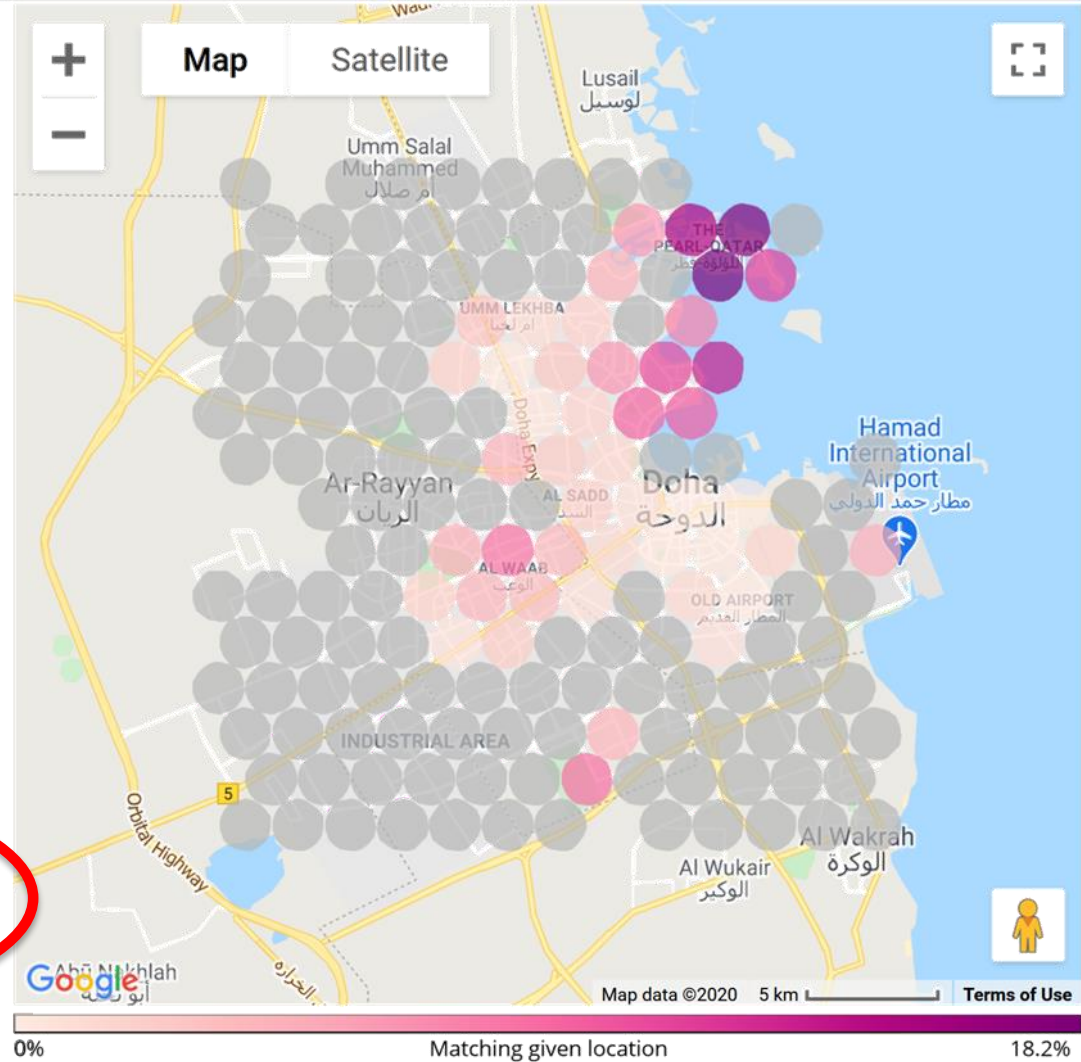 Map
Satellite
Lusail
لوسيل
Umm Salal
Muhammed
أم صلال
THE
PEARL-QATAR
اللؤلؤة-قطر
UMM LEKHBA
أم لخبا
Doha Expy
Hamad
International
Airport
مطار حمد الدولي
Ar-Rayyan
الريان
AL SADD
السد
Doha
الدوحة
AL WAAB
الوعب
OLD AIRPORT
المطار القديم
INDUSTRIAL AREA
5
Orbital Highway
Al Wakrah
الوكرة
Al Wukair
الوكير
Abū Nakhlah
أبو نخلة
الخراره
Google
Map data ©2020
5 km
Terms of Use
0%
Matching given location
18.2%